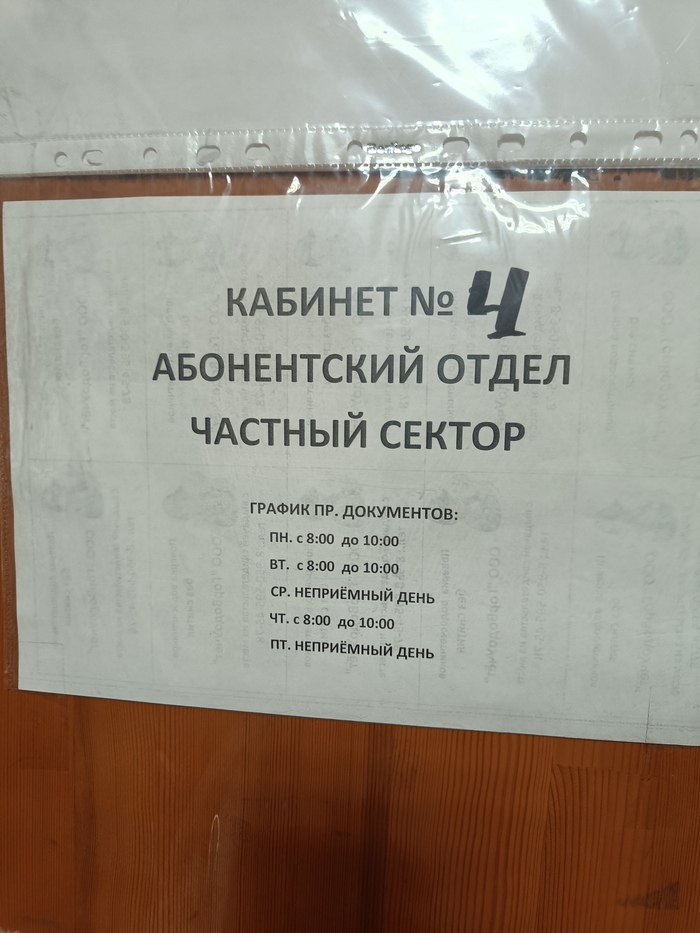 КАБИНЕТ № 4
АБОНЕНТСКИЙ ОТДЕЛ
ЧАСТНЫЙ СЕКТОР
ГРАФИК ПР. ДОКУМЕНТОВ:
ПН. с 8:00 до 10:00
ВТ. с 8:00 до 10:00
СР. НЕПРИЁМНЫЙ ДЕНЬ
ЧТ. с 8:00 до 10:00
ПТ. НЕПРИЁМНЫЙ ДЕНЬ